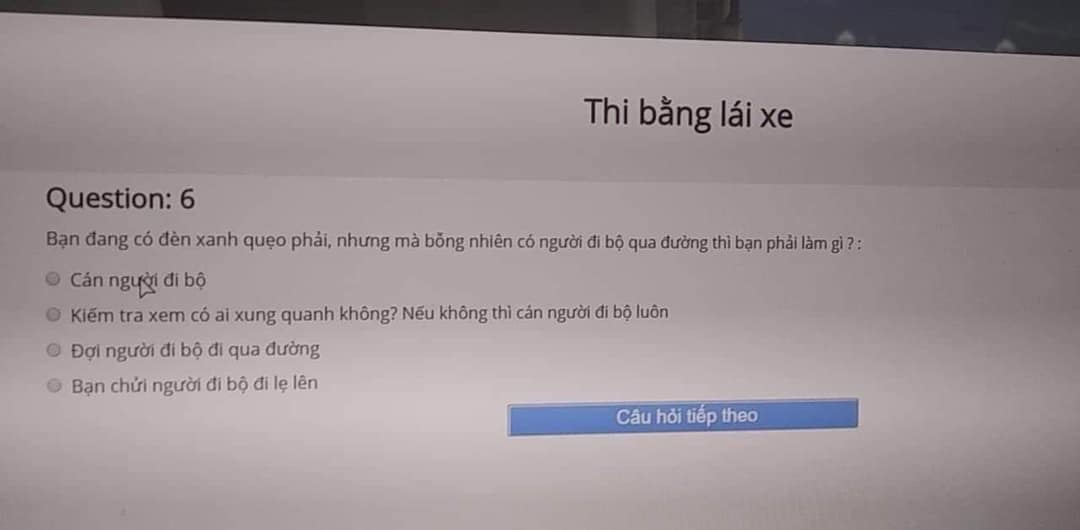 Thi bằng lái xe
Question: 6
Bạn đang có đèn xanh quẹo phải, nhưng mà bỗng nhiên có người đi bộ qua đường thì bạn phải làm gì ? :
Cán người đi bộ
Kiếm tra xem có ai xung quanh không? Nếu không thì cán người đi bộ luôn
Đợi người đi bộ đi qua đường
Bạn chửi người đi bộ đi lẹ lên
Câu hỏi tiếp theo